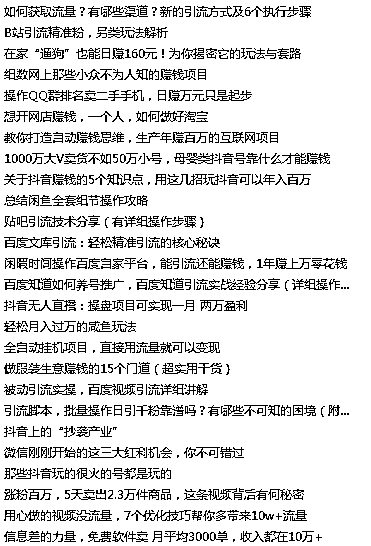 如何获取流量？有哪些渠道？新的引流方式及6个执行步骤
B站引流精准粉，另类玩法解析
在家“遛狗”也能日赚160元！为你揭密它的玩法与套路
细数网上那些小众不为人知的赚钱项目
操作QQ群排名卖二手手机，日赚万元只是起步
想开网店赚钱，一个人，如何做好淘宝
教你打造自动赚钱思维，生产年赚百万的互联网项目
1000万大V卖货不如50万小号，母婴类抖音号靠什么才能赚钱
关于抖音赚钱的5个知识点，用这几招玩抖音可以年入百万
总结闲鱼全套细节操作攻略
贴吧引流技术分享（有详细操作步骤）
百度文库引流：轻松精准引流的核心秘诀
闲暇时间操作百度自家平台，能引流还能赚钱，1年赚上万零花钱
百度知道如何养号推广，百度知道引流实战经验分享（详细操作...
抖音无人直播：操盘项目可实现一月 两万盈利
轻松月入过万的咸鱼玩法
全自动挂机项目，直接用流量就可以变现
做服装生意赚钱的15个门道（超实用干货）
被动引流实操，百度视频引流详细讲解
引流脚本，批量操作日引千粉靠谱吗？有哪些不可知的困境（附...
抖音上的“抄袭产业”
微信刚刚开始的这三大红利机会，你不可错过
那些抖音玩的很火的号都是玩的
涨粉百万，5天卖出2.3万件商品，这条视频背后有何秘密
用心做的视频没流量，7个优化技巧帮你多带来10w+流量
信息差的力量，免费软件卖 月平均3000单，收入都在10万+